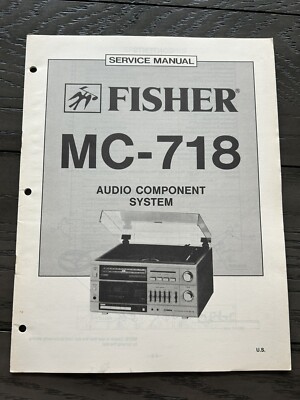 SERVICE MANUAL
FISHER®
MC-718
AUDIO COMPONENT
SYSTEM
U.S.